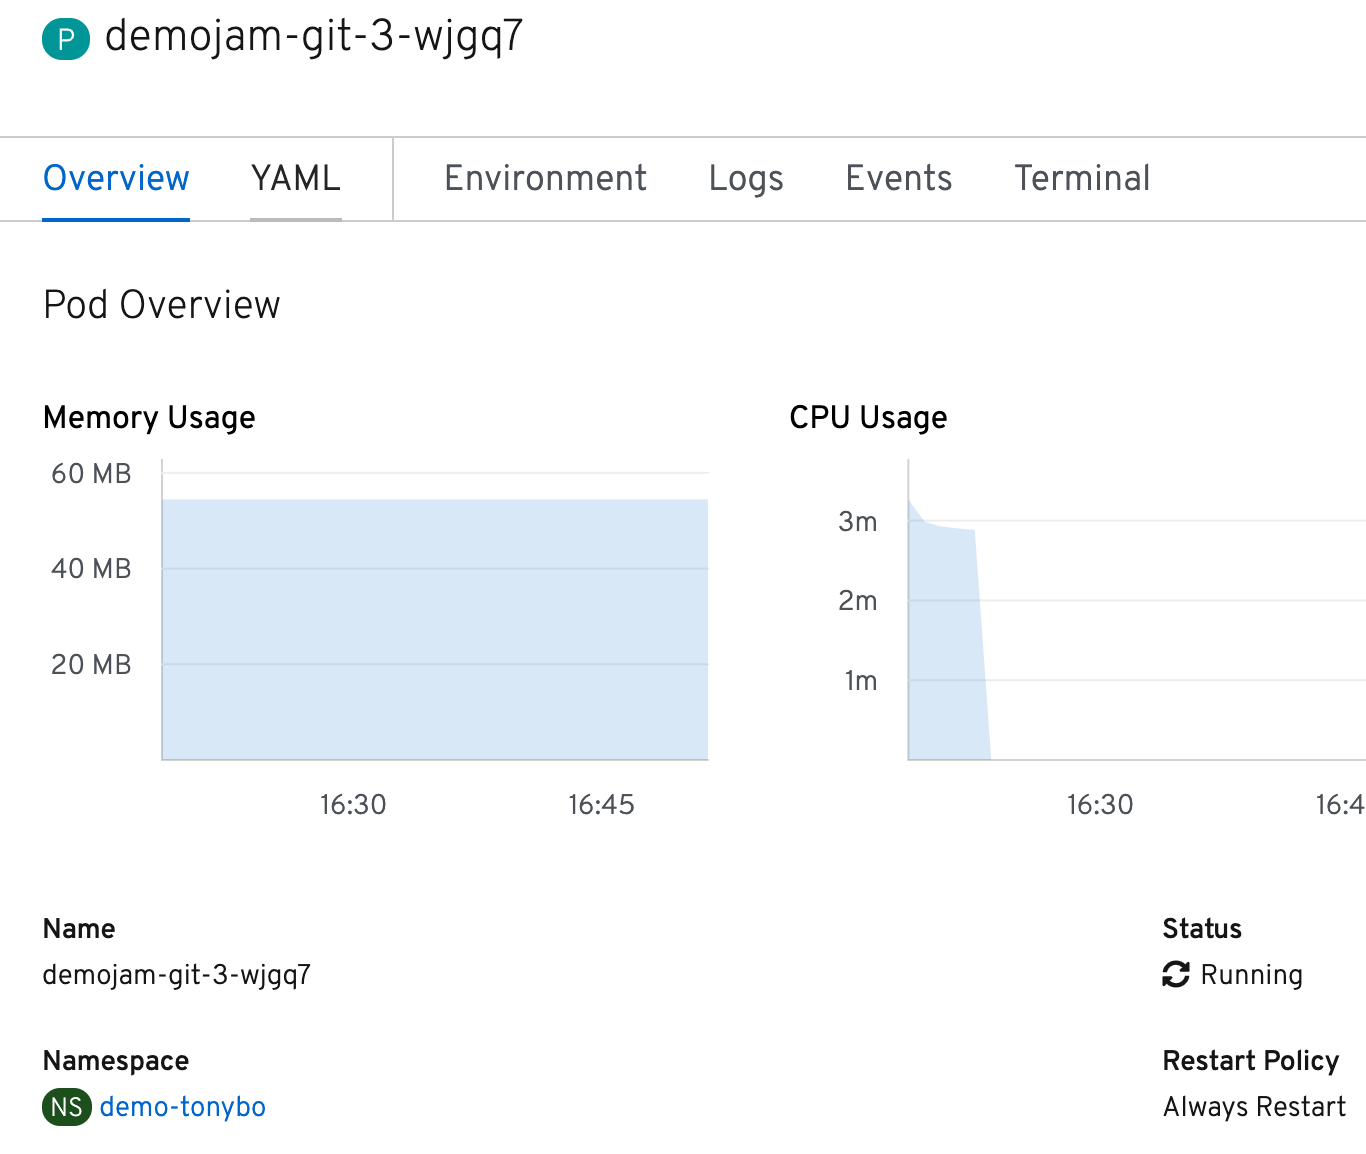 P demojam-git-3-wjgq7
Overview YAML Environment Logs Events Terminal
Pod Overview
Memory Usage
60 MB
40 MB
20 MB
16:30 16:45
CPU Usage
3m
2m
1m
16:30 16:4
Name
demojam-git-3-wjgq7
Status
Running
Namespace
NS demo-tonybo
Restart Policy
Always Restart